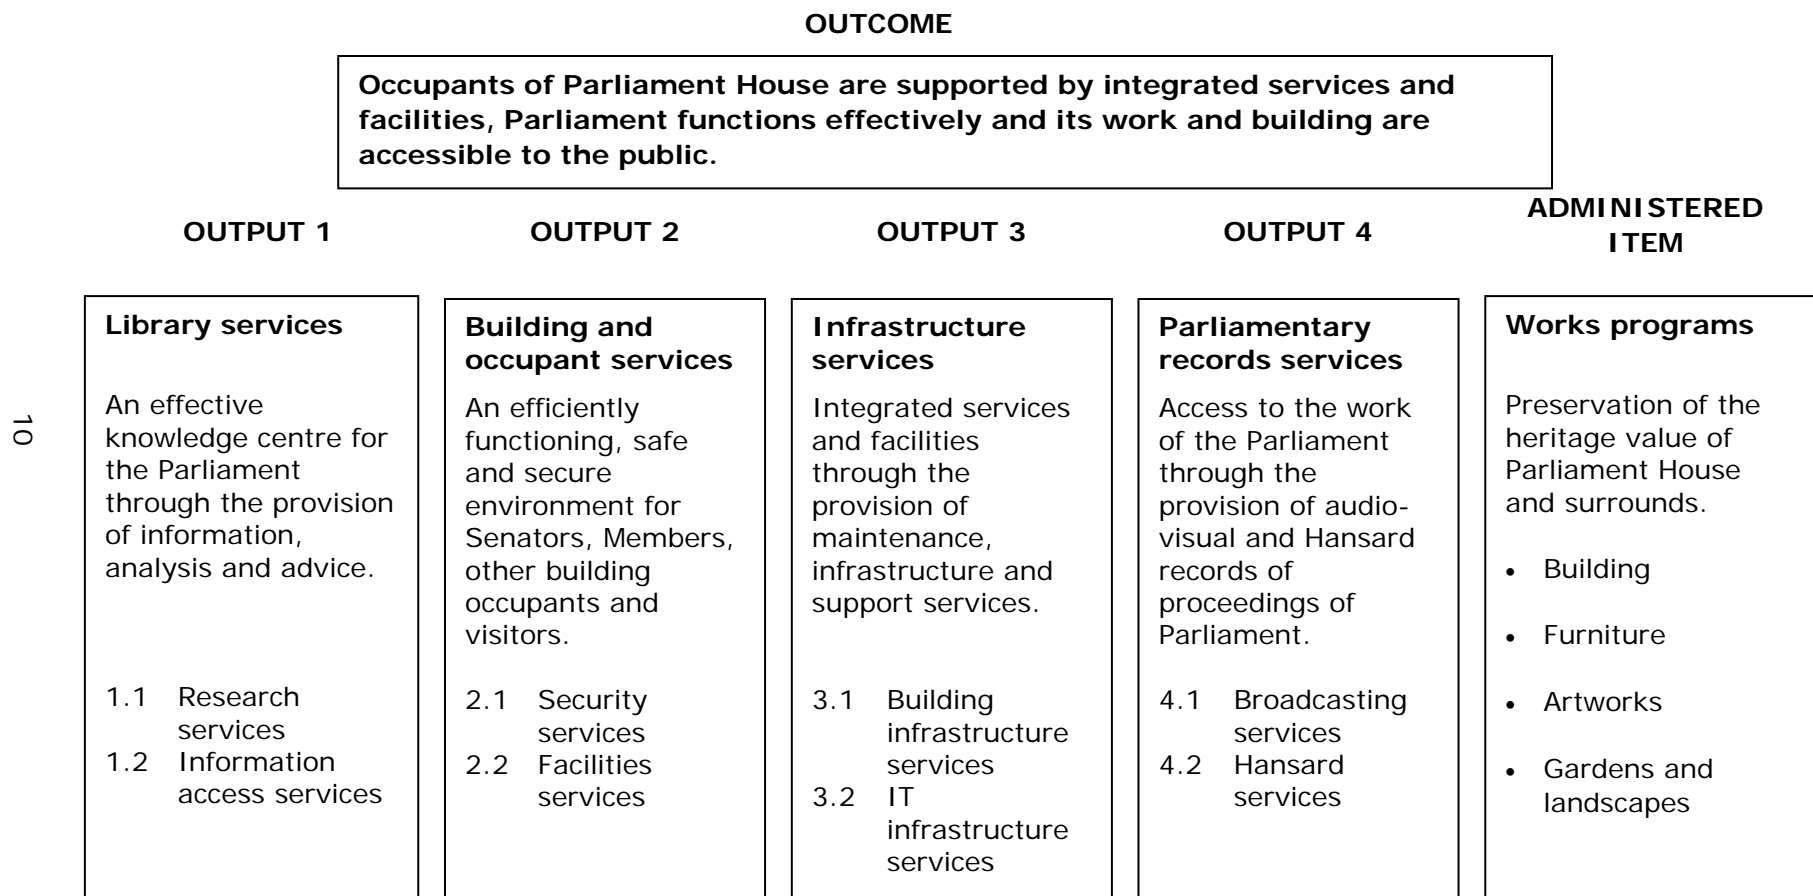 OUTCOME
Occupants of Parliament House are supported by integrated services and
facilities, Parliament functions effectively and its work and building are
accessible to the public.
OUTPUT 1
OUTPUT 2
OUTPUT 3
OUTPUT 4
ADMINISTERED
ITEM
Library services
An effective
knowledge centre for
the Parliament
through the provision
of information,
analysis and advice.
1.1 Research
services
1.2 Information
access services
Building and
occupant services
An efficiently
functioning, safe
and secure
environment for
Senators, Members,
other building
occupants and
visitors.
2.1 Security
services
2.2 Facilities
services
Infrastructure
services
Integrated services
and facilities
through the
provision of
maintenance,
infrastructure and
support services.
3.1 Building
infrastructure
services
3.2 IT
infrastructure
services
Parliamentary
records services
Access to the work
of the Parliament
through the
provision of audio-
visual and Hansard
records of
proceedings of
Parliament.
4.1 Broadcasting
services
4.2 Hansard
services
Works programs
Preservation of the
heritage value of
Parliament House
and surrounds.
• Building
• Furniture
• Artworks
• Gardens and
landscapes
10